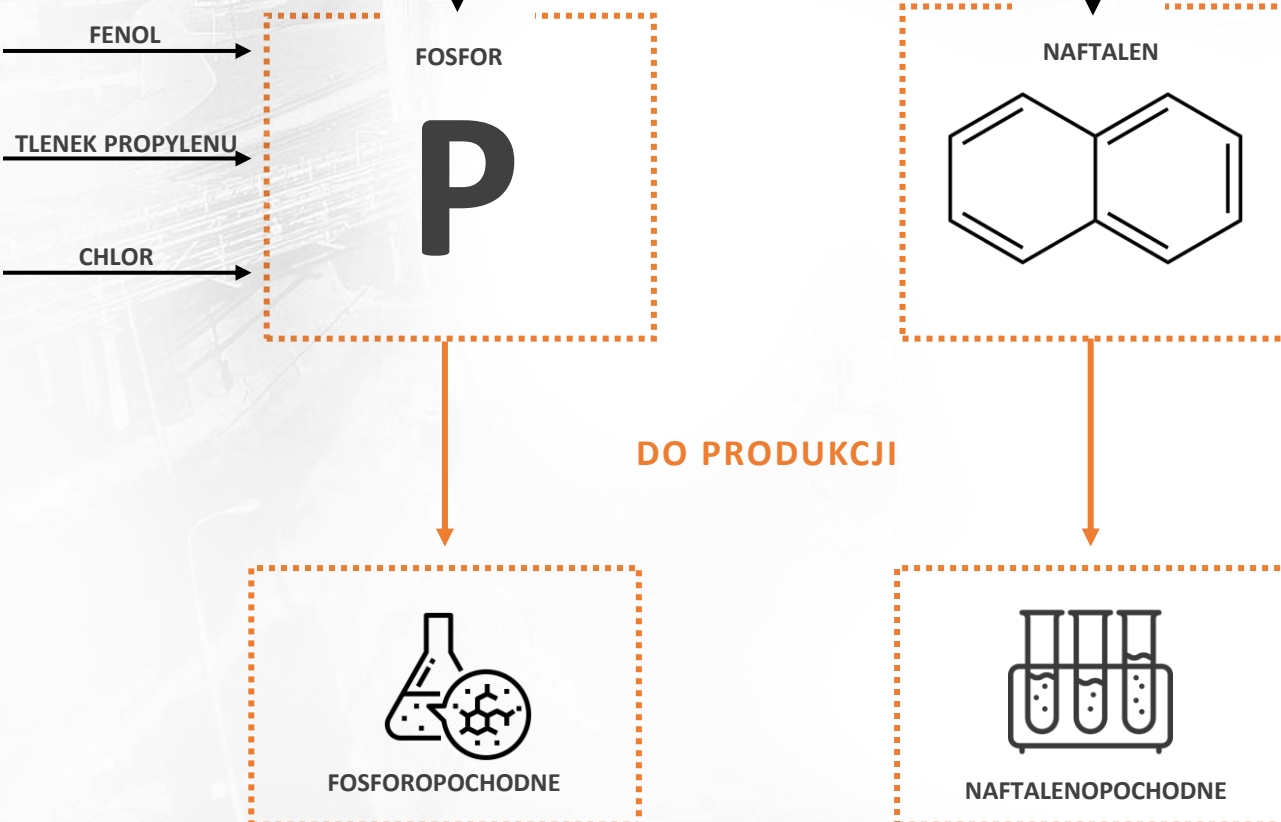 FENOL
FOSFOR
NAFTALEN
TLENEK PROPYLENU
P
CHLOR
DO PRODUKCJI
FOSFOROPOCHODNE
NAFTALENOPOCHODNE